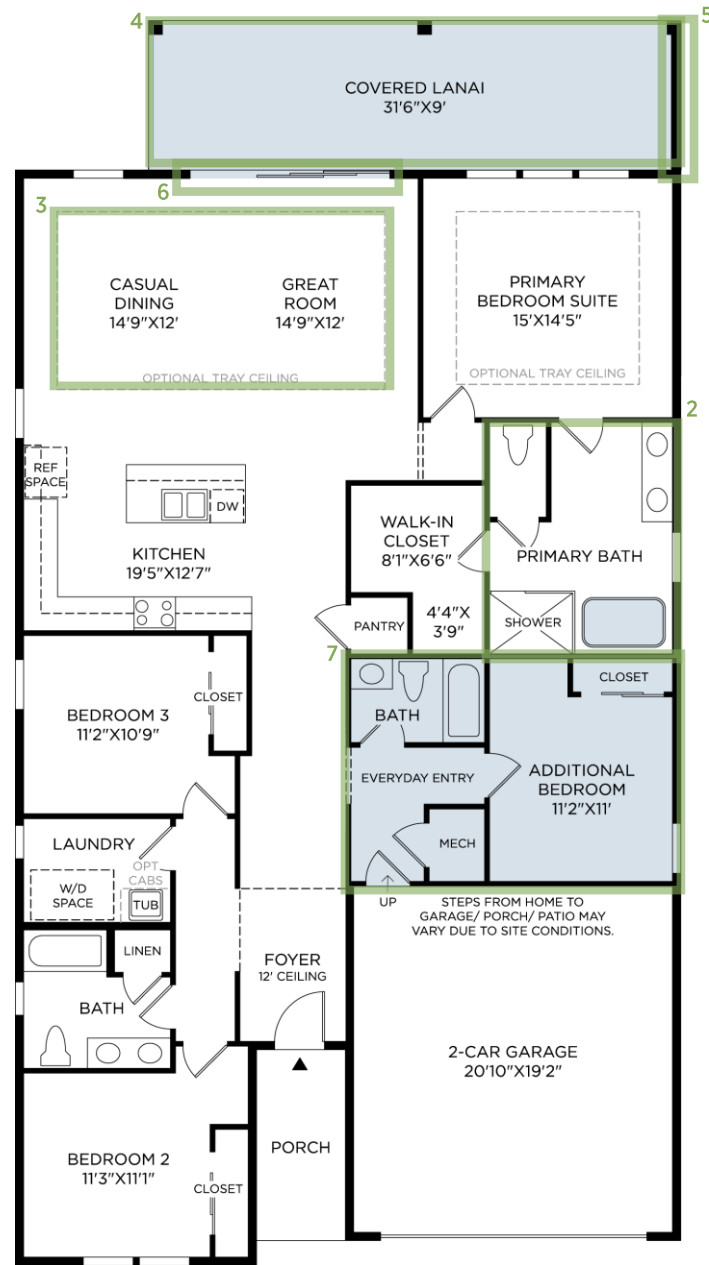 4
5
COVERED LANAI
31'6"X9'
6
3
CASUAL
DINING
14'9"X12'
GREAT
ROOM
14'9"X12'
OPTIONAL TRAY CEILING
PRIMARY
BEDROOM SUITE
15'X14'5"
OPTIONAL TRAY CEILING
2
REF
SPACE
DW
KITCHEN
19'5"X12'7"
WALK-IN
CLOSET
8'1"X6'6"
PRIMARY BATH
4'4"X
3'9"
SHOWER
PANTRY
7
CLOSET
BEDROOM 3
11'2"X10'9"
BATH
CLOSET
EVERYDAY ENTRY
ADDITIONAL
BEDROOM
11'2"X11'
MECH
LAUNDRY
OPT
CABS
W/D
SPACE
TUB
UP
STEPS FROM HOME TO
GARAGE/ PORCH/ PATIO MAY
VARY DUE TO SITE CONDITIONS.
LINEN
FOYER
12' CEILING
BATH
2-CAR GARAGE
20'10"X19'2"
PORCH
BEDROOM 2
11'3"X11'1"
CLOSET